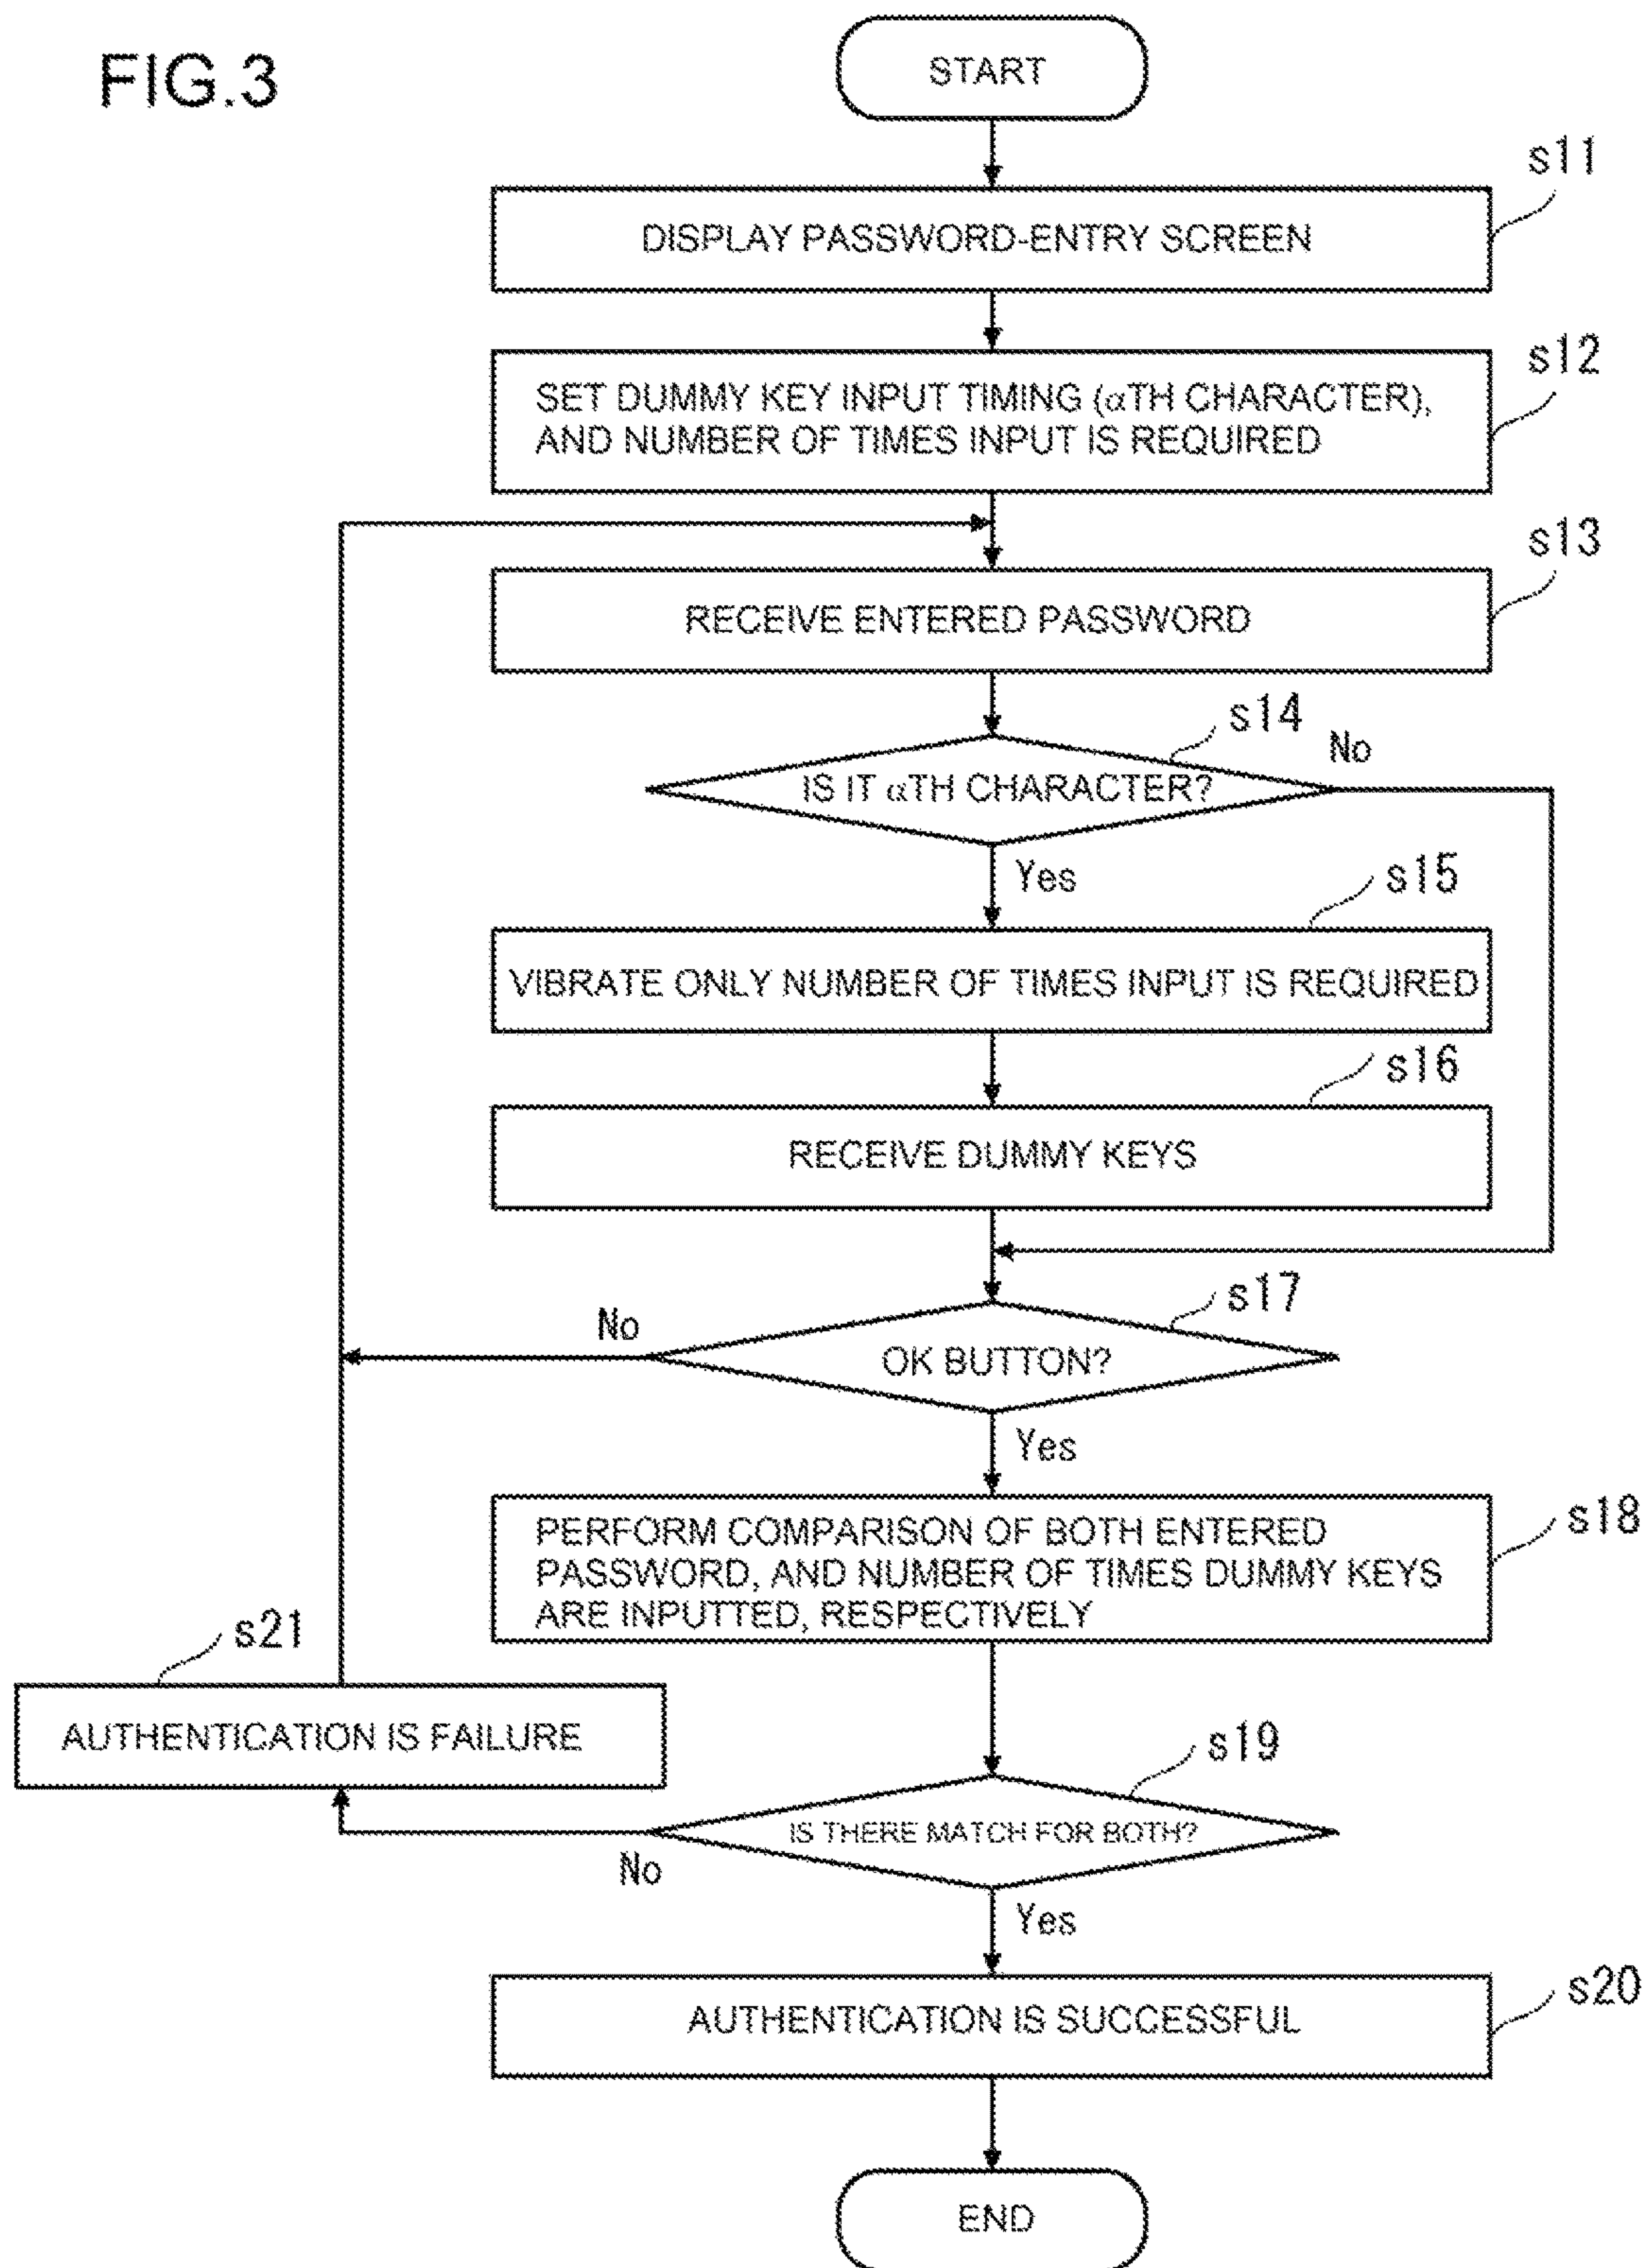 FIG.3
START
s11
DISPLAY PASSWORD-ENTRY SCREEN
s12
SET DUMMY KEY INPUT TIMING (αTH CHARACTER),
AND NUMBER OF TIMES INPUT IS REQUIRED
s13
RECEIVE ENTERED PASSWORD
s14
No
IS IT αTH CHARACTER?
Yes
s15
VIBRATE ONLY NUMBER OF TIMES INPUT IS REQUIRED
s16
RECEIVE DUMMY KEYS
s17
No
OK BUTTON?
Yes
s18
PERFORM COMPARISON OF BOTH ENTERED
PASSWORD, AND NUMBER OF TIMES DUMMY KEYS
ARE INPUTTED, RESPECTIVELY
s21
AUTHENTICATION IS FAILURE
s19
IS THERE MATCH FOR BOTH?
No
Yes
s20
AUTHENTICATION IS SUCCESSFUL
END